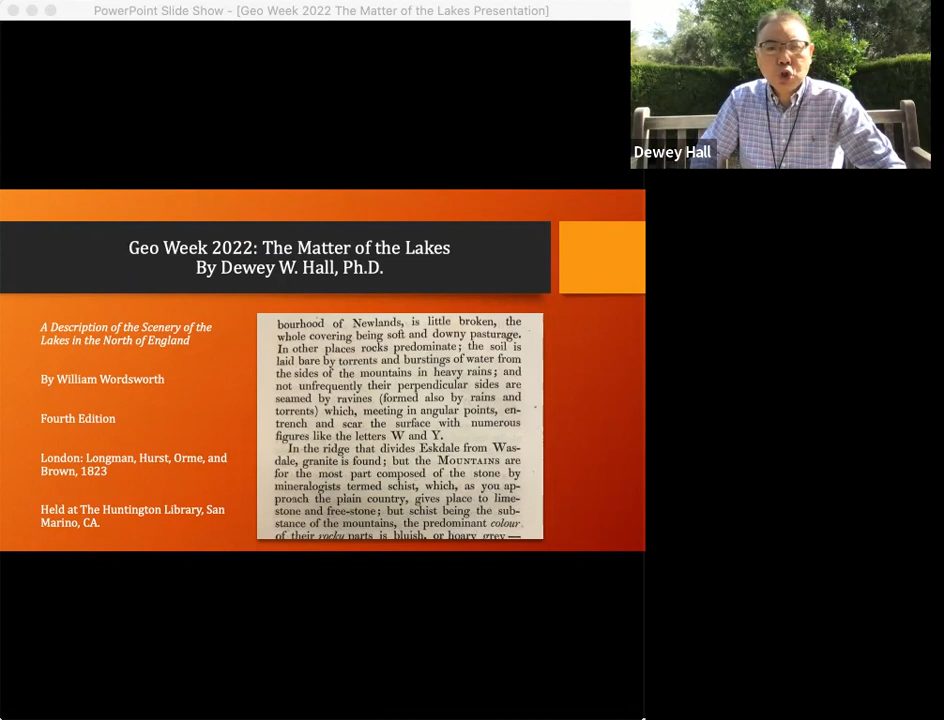 PowerPoint Slide Show - [Geo Week 2022 The Matter of the Lakes Presentation]
Dewey Hall
Geo Week 2022: The Matter of the Lakes
By Dewey W. Hall, Ph.D.
A Description of the Scenery of the
Lakes in the North of England
By William Wordsworth
Fourth Edition
London: Longman, Hurst, Orme, and
Brown, 1823
Held at The Huntington Library, San
Marino, CA.
bourhood of Newlands, is little broken, the
whole covering being soft and downy pasturage.
In other places rocks predominate; the soil is
laid bare by torrents and burstings of water from
the sides of the mountains in heavy rains; and
not unfrequently their perpendicular sides are
seamed by ravines (formed also by rains and
torrents) which, meeting in angular points, en-
trench and scar the surface with numerous
figures like the letters W and Y.
In the ridge that divides Eskdale from Was-
dale, granite is found; but the MOUNTAINS are
for the most part composed of the stone by
mineralogists termed schist, which, as you ap-
proach the plain country, gives place to lime-
stone and free-stone; but schist being the sub-
stance of the mountains, the predominant colour
of their rocky parts is bluish, or hoary grey—